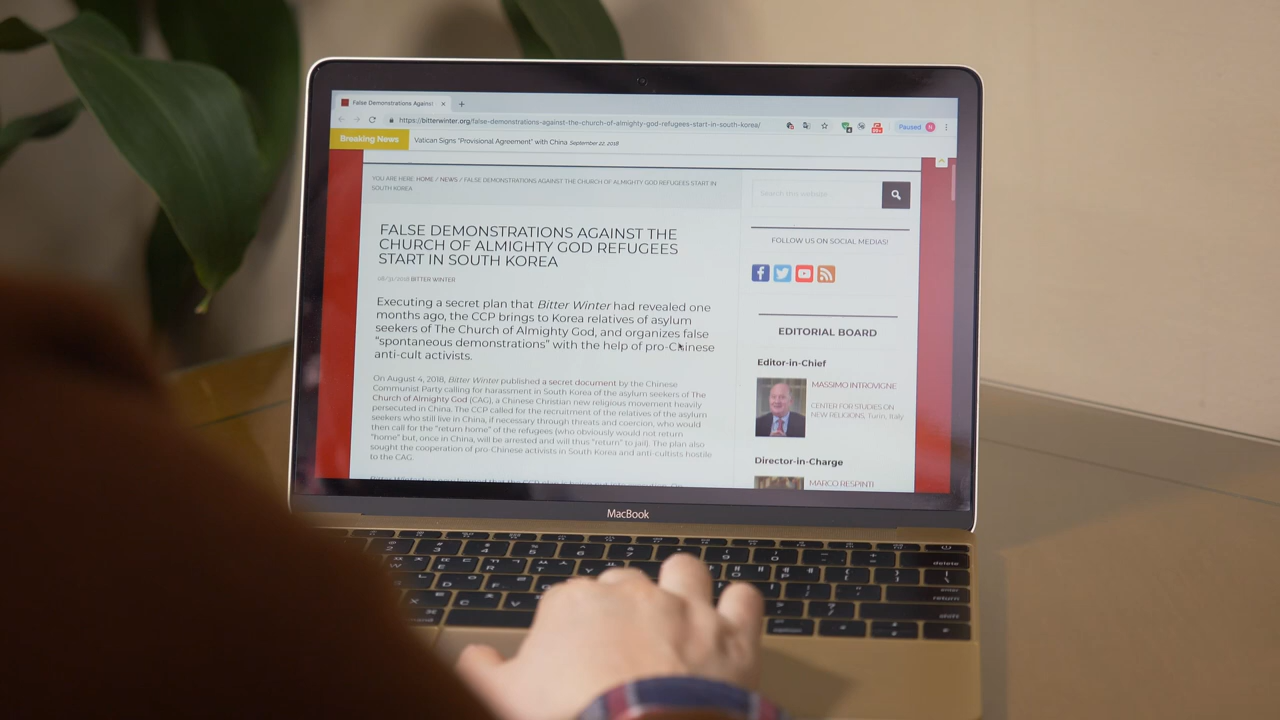 False Demonstrations Against
https://bitterwinter.org/false-demonstrations-against-the-church-of-almighty-god-refugees-start-in-south-korea/
Paused
Breaking News
Vatican Signs "Provisional Agreement" with China September 22, 2018
YOU ARE HERE: HOME / NEWS / FALSE DEMONSTRATIONS AGAINST THE CHURCH OF ALMIGHTY GOD REFUGEES START IN
SOUTH KOREA
FALSE DEMONSTRATIONS AGAINST THE
CHURCH OF ALMIGHTY GOD REFUGEES
START IN SOUTH KOREA
08/31/2018 BITTER WINTER
Executing a secret plan that Bitter Winter had revealed one
months ago, the CCP brings to Korea relatives of asylum
seekers of The Church of Almighty God, and organizes false
"spontaneous demonstrations" with the help of pro-Chinese
anti-cult activists.
On August 4, 2018, Bitter Winter published a secret document by the Chinese
Communist Party calling for harassment in South Korea of the asylum seekers of The
Church of Almighty God (CAG), a Chinese Christian new religious movement heavily
persecuted in China. The CCP called for the recruitment of the relatives of the asylum
seekers who still live in China, if necessary through threats and coercion, who would
then call for the "return home" of the refugees (who obviously would not return
"home" but, once in China, will be arrested and will thus "return" to jail). The plan also
sought the cooperation of pro-Chinese activists in South Korea and anti-cultists hostile
to the CAG.
Search this website
FOLLOW US ON SOCIAL MEDIAS!
EDITORIAL BOARD
Editor-in-Chief
MASSIMO INTROVIGNE
CENTER FOR STUDIES ON
NEW RELIGIONS, Turin, Italy
Director-in-Charge
MARCO RESPINTI
MacBook
delete
return
shift
option